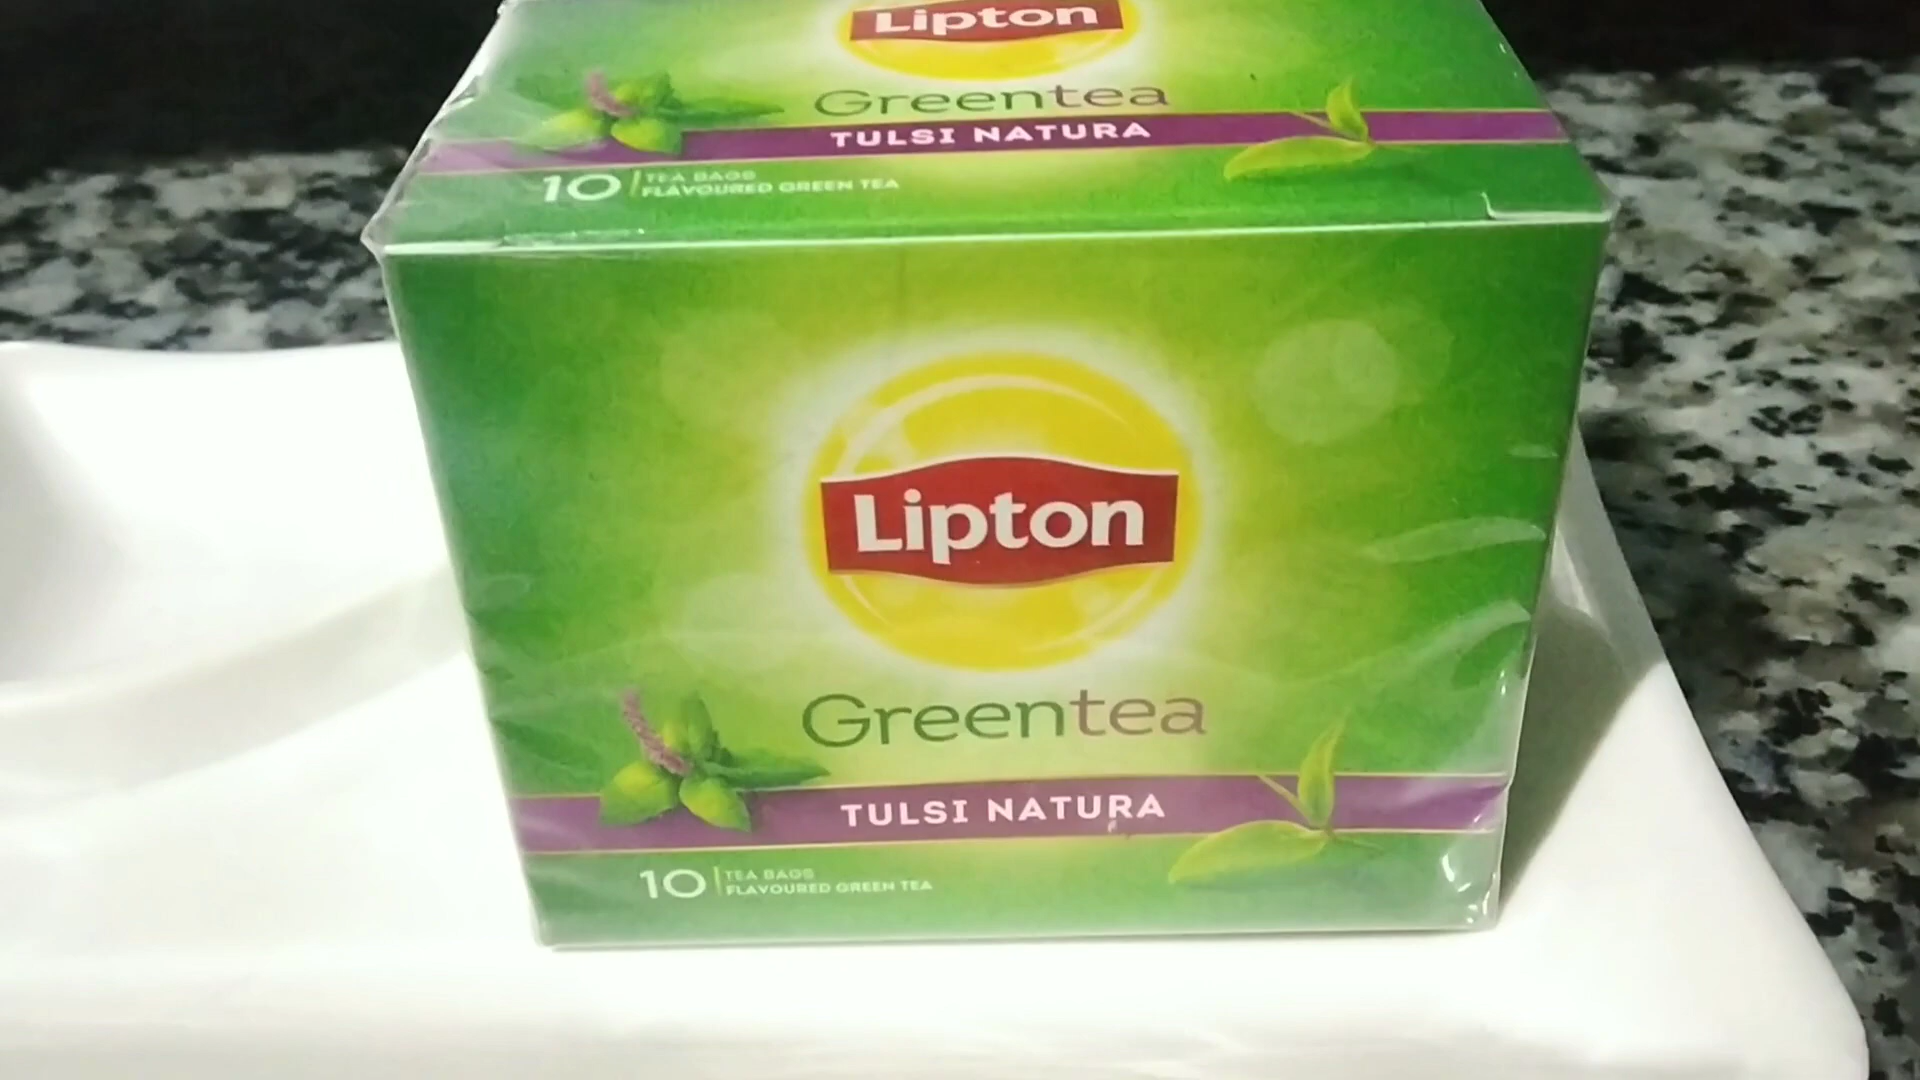 Lipton
Greentea
TULSI NATURA
10 TEA BAGS
FLAVOURED GREEN TEA
Lipton
Greentea
TULSI NATURA
10 TEA BAGS
FLAVOURED GREEN TEA